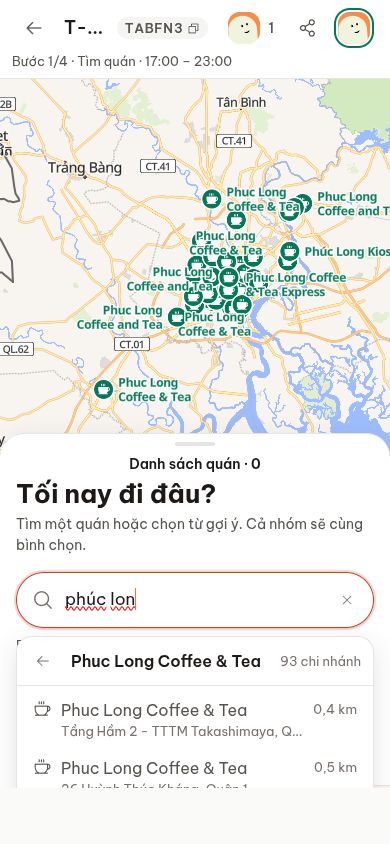 T-...
TABFN3
1
Bước 1/4 · Tìm quán · 17:00 – 23:00
2B
Tân Bình
CT.41
et
Trảng Bàng
CT.41
Phuc Long
Coffee & Tea
Phuc Long
Coffee and T
Phuc Long
Coffee & Tea
Phúc Long Kios
Phuc Long
Coffee and Tea
Phuc Long Coffee
& Tea Express
Phuc Long
Coffee and Tea
Phuc Long
Coffee & Tea
QL.62
CT.01
Phuc Long
Coffee & Tea
y
Danh sách quán · 0
Tối nay đi đâu?
Tìm một quán hoặc chọn từ gợi ý. Cả nhóm sẽ cùng
bình chọn.
phúc lon
Phuc Long Coffee & Tea
93 chi nhánh
Phuc Long Coffee & Tea
0,4 km
Tầng Hầm 2 - TTTM Takashimaya, Q...
Phuc Long Coffee & Tea
0,5 km
26 Huỳnh Thúc Kháng, Quận 1